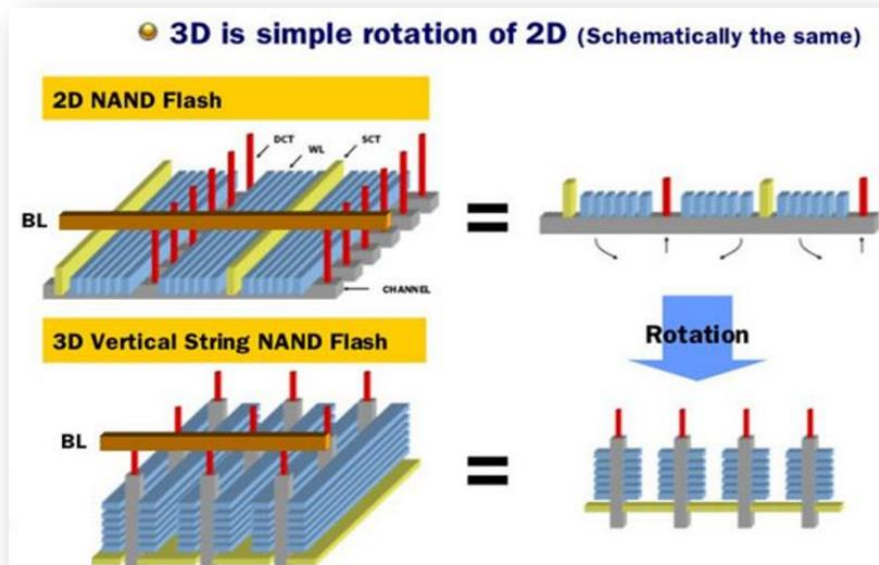 3D is simple rotation of 2D (Schematically the same)
2D NAND Flash
DCT
WL
SCT
BL
CHANNEL
3D Vertical String NAND Flash
Rotation
BL